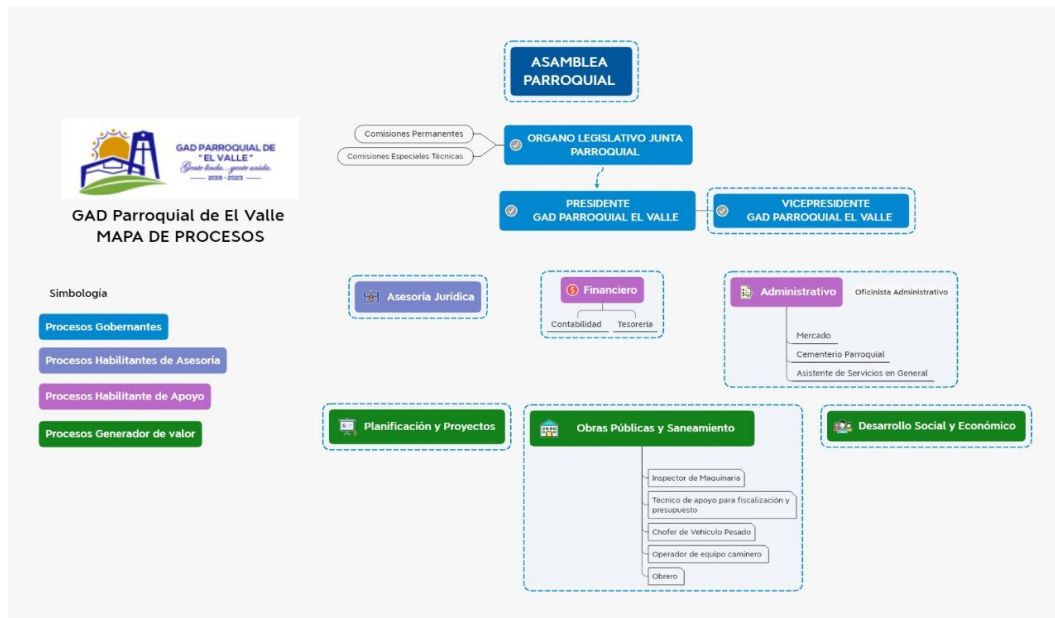 ASAMBLEA
PARROQUIAL
Comisiones Permanentes
Comisiones Especiales Técnicas
ORGANO LEGISLATIVO JUNTA
PARROQUIAL
GAD PARROQUIAL DE
"EL VALLE"
Gente linda...gente unida.
2019 - 2023
PRESIDENTE
GAD PARROQUIAL EL VALLE
VICEPRESIDENTE
GAD PARROQUIAL EL VALLE
GAD Parroquial de El Valle
MAPA DE PROCESOS
Simbología
Procesos Gobernantes
Procesos Habilitantes de Asesoría
Procesos Habilitante de Apoyo
Procesos Generador de valor
Asesoría Jurídica
Financiero
Contabilidad
Tesorería
Administrativo
Oficinista Administrativo
Mercado
Cementerio Parroquial
Asistente de Servicios en General
Planificación y Proyectos
Obras Públicas y Saneamiento
Inspector de Maquinaria
Técnico de apoyo para fiscalización y
presupuesto
Chofer de Vehículo Pesado
Operador de equipo caminero
Obrero
Desarrollo Social y Económico